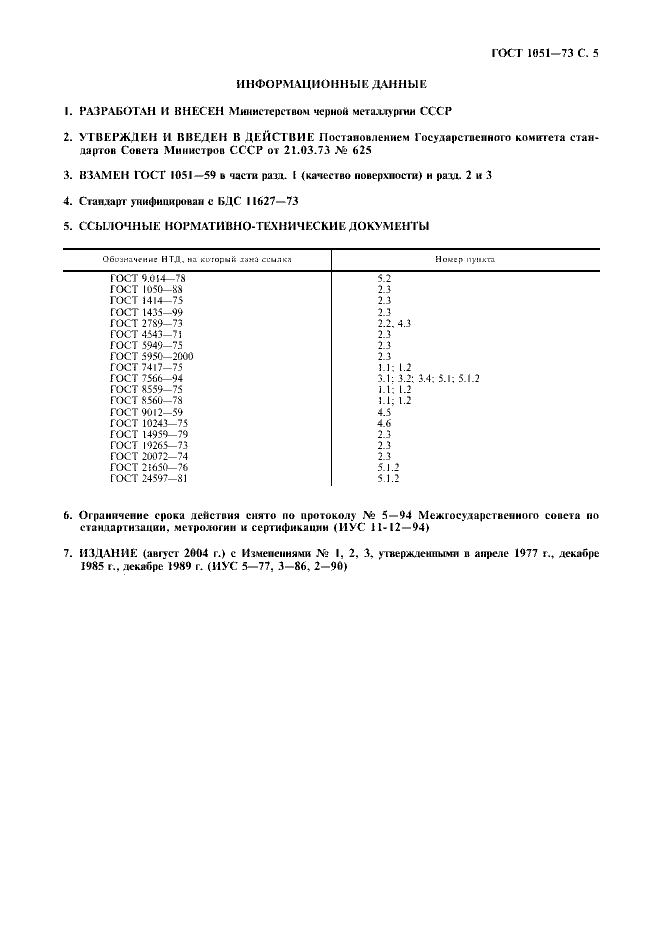 ГОСТ 1051—73 С. 5
ИНФОРМАЦИОННЫЕ ДАННЫЕ
1. РАЗРАБОТАН И ВНЕСЕН Министерством черной металлургии СССР
2. УТВЕРЖДЕН И ВВЕДЕН В ДЕЙСТВИЕ Постановлением Государственного комитета стан-
дартов Совета Министров СССР от 21.03.73 № 625
3. ВЗАМЕН ГОСТ 1051—59 в части разд. 1 (качество поверхности) и разд. 2 и 3
4. Стандарт унифицирован с БДС 11627—73
5. ССЫЛОЧНЫЕ НОРМАТИВНО-ТЕХНИЧЕСКИЕ ДОКУМЕНТЫ
Обозначение НТД, на который дана ссылка Номер пункта
ГОСТ 9.014—78 5.2
ГОСТ 1050—88 2.3
ГОСТ 1414—75 2.3
ГОСТ 1435—99 2.3
ГОСТ 2789—73 2.2, 4.3
ГОСТ 4543—71 2.3
ГОСТ 5949—75 2.3
ГОСТ 5950—2000 2.3
ГОСТ 7417—75 1.1; 1.2
ГОСТ 7566—94 3.1; 3.2; 3.4; 5.1; 5.1.2
ГОСТ 8559—75 1.1; 1.2
ГОСТ 8560—78 1.1; 1.2
ГОСТ 9012—59 4.5
ГОСТ 10243—75 4.6
ГОСТ 14959—79 2.3
ГОСТ 19265—73 2.3
ГОСТ 20072—74 2.3
ГОСТ 21650—76 5.1.2
ГОСТ 24597—81 5.1.2
6. Ограничение срока действия снято по протоколу № 5—94 Межгосударственного совета по
стандартизации, метрологии и сертификации (ИУС 11-12—94)
7. ИЗДАНИЕ (август 2004 г.) с Изменениями № 1, 2, 3, утвержденными в апреле 1977 г., декабре
1985 г., декабре 1989 г. (ИУС 5—77, 3—86, 2—90)